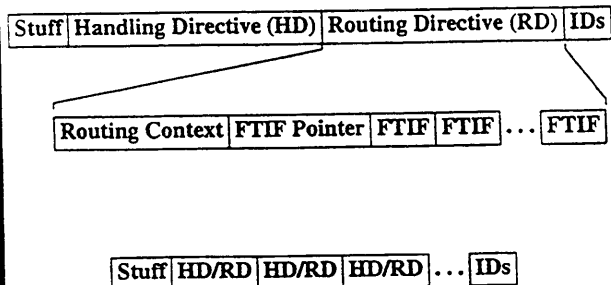 Stuff Handling Directive (HD) Routing Directive (RD) IDs
Routing Context FTIF Pointer FTIF FTIF ... FTIF
Stuff HD/RD HD/RD HD/RD ... IDs